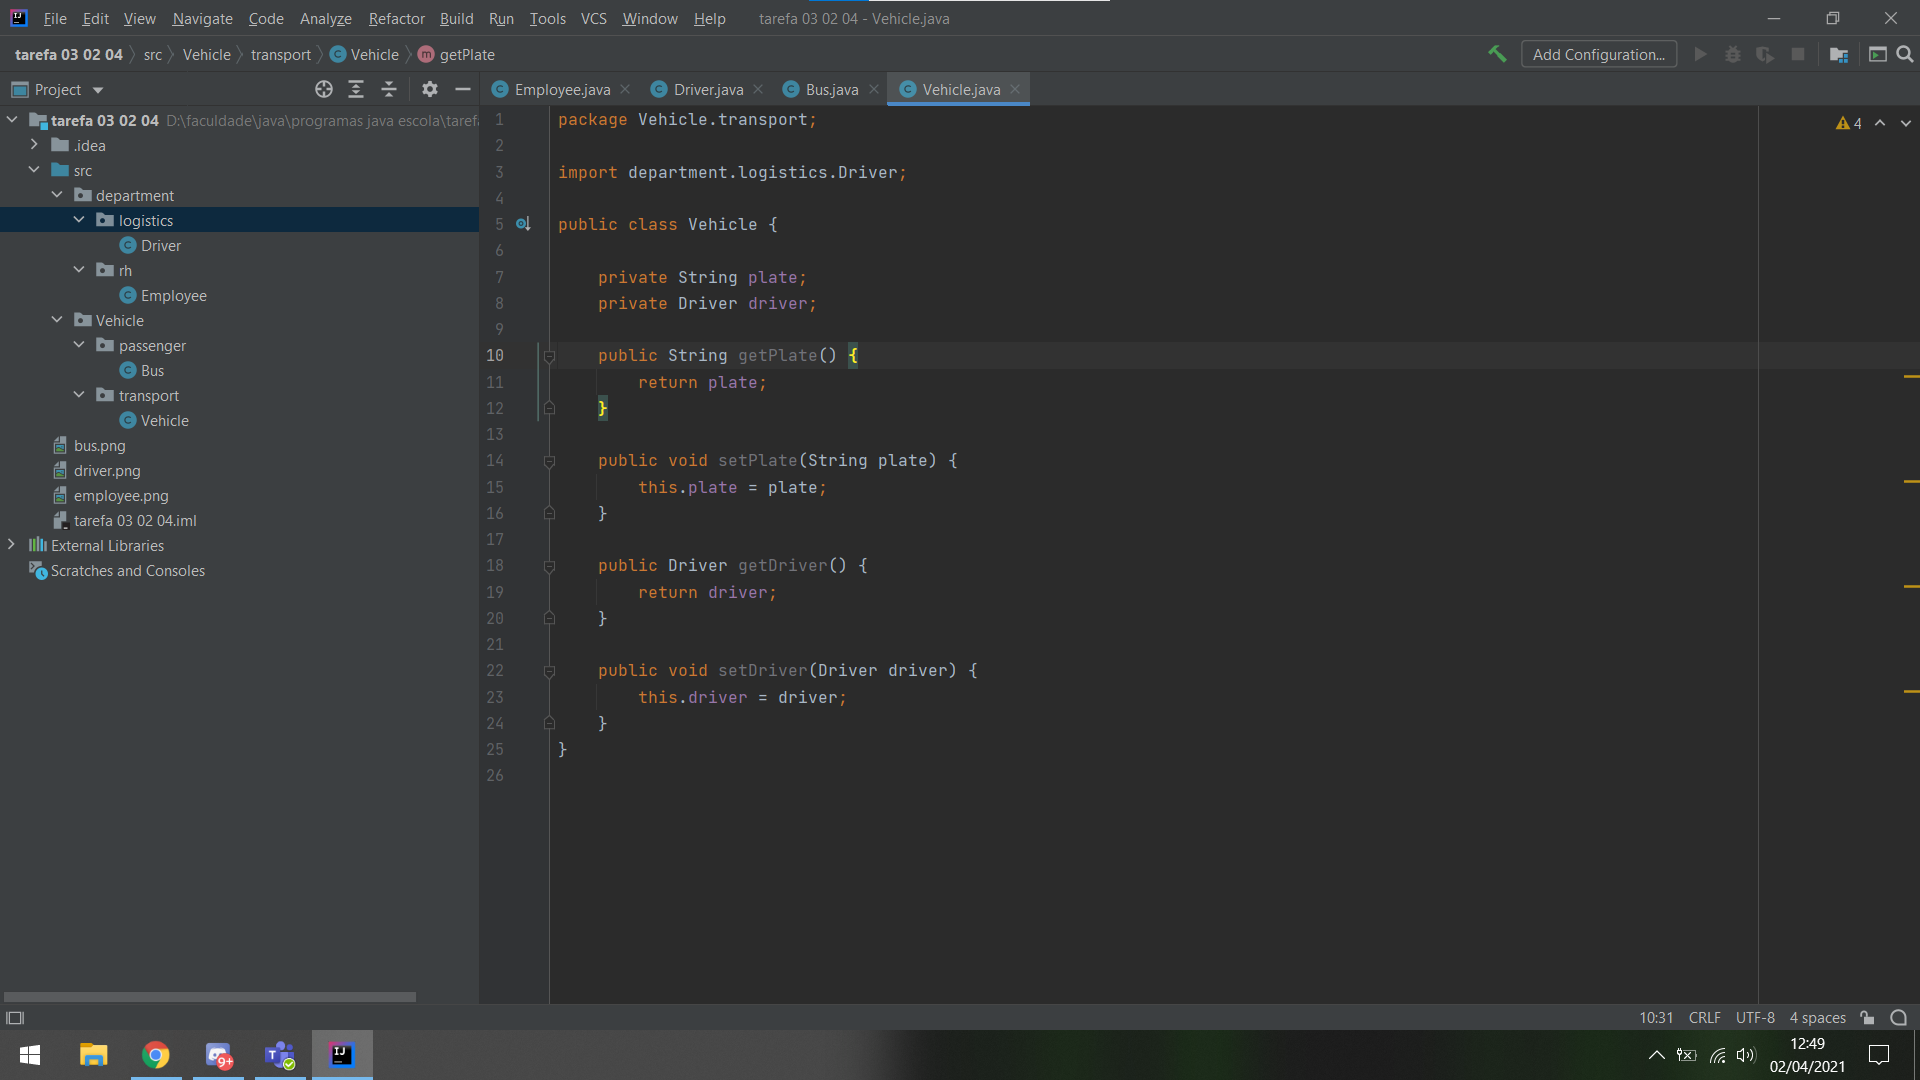 File Edit View Navigate Code Analyze Refactor Build Run Tools VCS Window Help tarefa 03 02 04 - Vehicle.java
tarefa 03 02 04 src Vehicle transport Vehicle getPlate Add Configuration...
Project
Employee.java Driver.java Bus.java Vehicle.java
tarefa 03 02 04 D:\faculdade\java\programas java escola\taref
.idea
src
department
logistics
Driver
rh
Employee
Vehicle
passenger
Bus
transport
Vehicle
bus.png
driver.png
employee.png
tarefa 03 02 04.iml
External Libraries
Scratches and Consoles
4
1 package Vehicle.transport;
2
3 import department.logistics.Driver;
4
5 public class Vehicle {
6
7 private String plate;
8 private Driver driver;
9
10 public String getPlate() {
11 return plate;
12 }
13
14 public void setPlate(String plate) {
15 this.plate = plate;
16 }
17
18 public Driver getDriver() {
19 return driver;
20 }
21
22 public void setDriver(Driver driver) {
23 this.driver = driver;
24 }
25 }
26
10:31 CRLF UTF-8 4 spaces
9+
12:49
02/04/2021